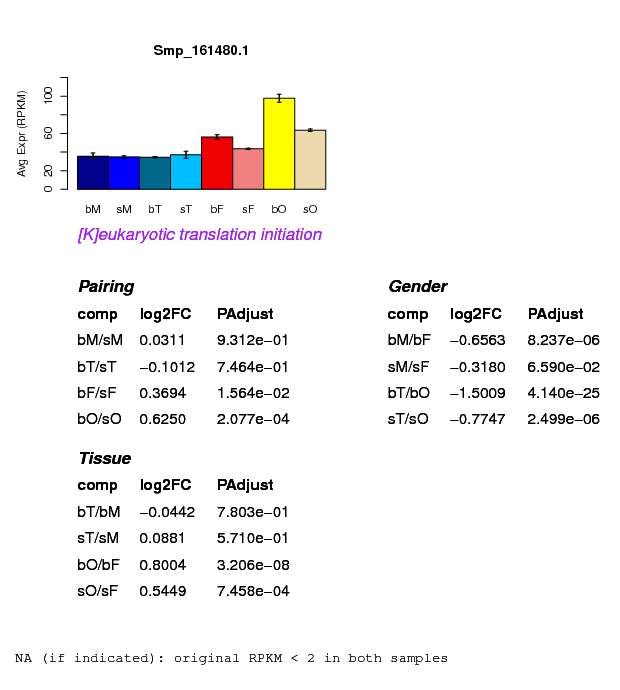 Smp_161480.1
Avg Expr (RPKM)
20 60 100
bM sM bT sT bF sF bO sO
[K]eukaryotic translation initiation
Pairing
comp log2FC PAdjust
bM/sM 0.0311 9.312e−01
bT/sT −0.1012 7.464e−01
bF/sF 0.3694 1.564e−02
bO/sO 0.6250 2.077e−04
Gender
comp log2FC PAdjust
bM/bF −0.6563 8.237e−06
sM/sF −0.3180 6.590e−02
bT/bO −1.5009 4.140e−25
sT/sO −0.7747 2.499e−06
Tissue
comp log2FC PAdjust
bT/bM −0.0442 7.803e−01
sT/sM 0.0881 5.710e−01
bO/bF 0.8004 3.206e−08
sO/sF 0.5449 7.458e−04
NA (if indicated): original RPKM < 2 in both samples